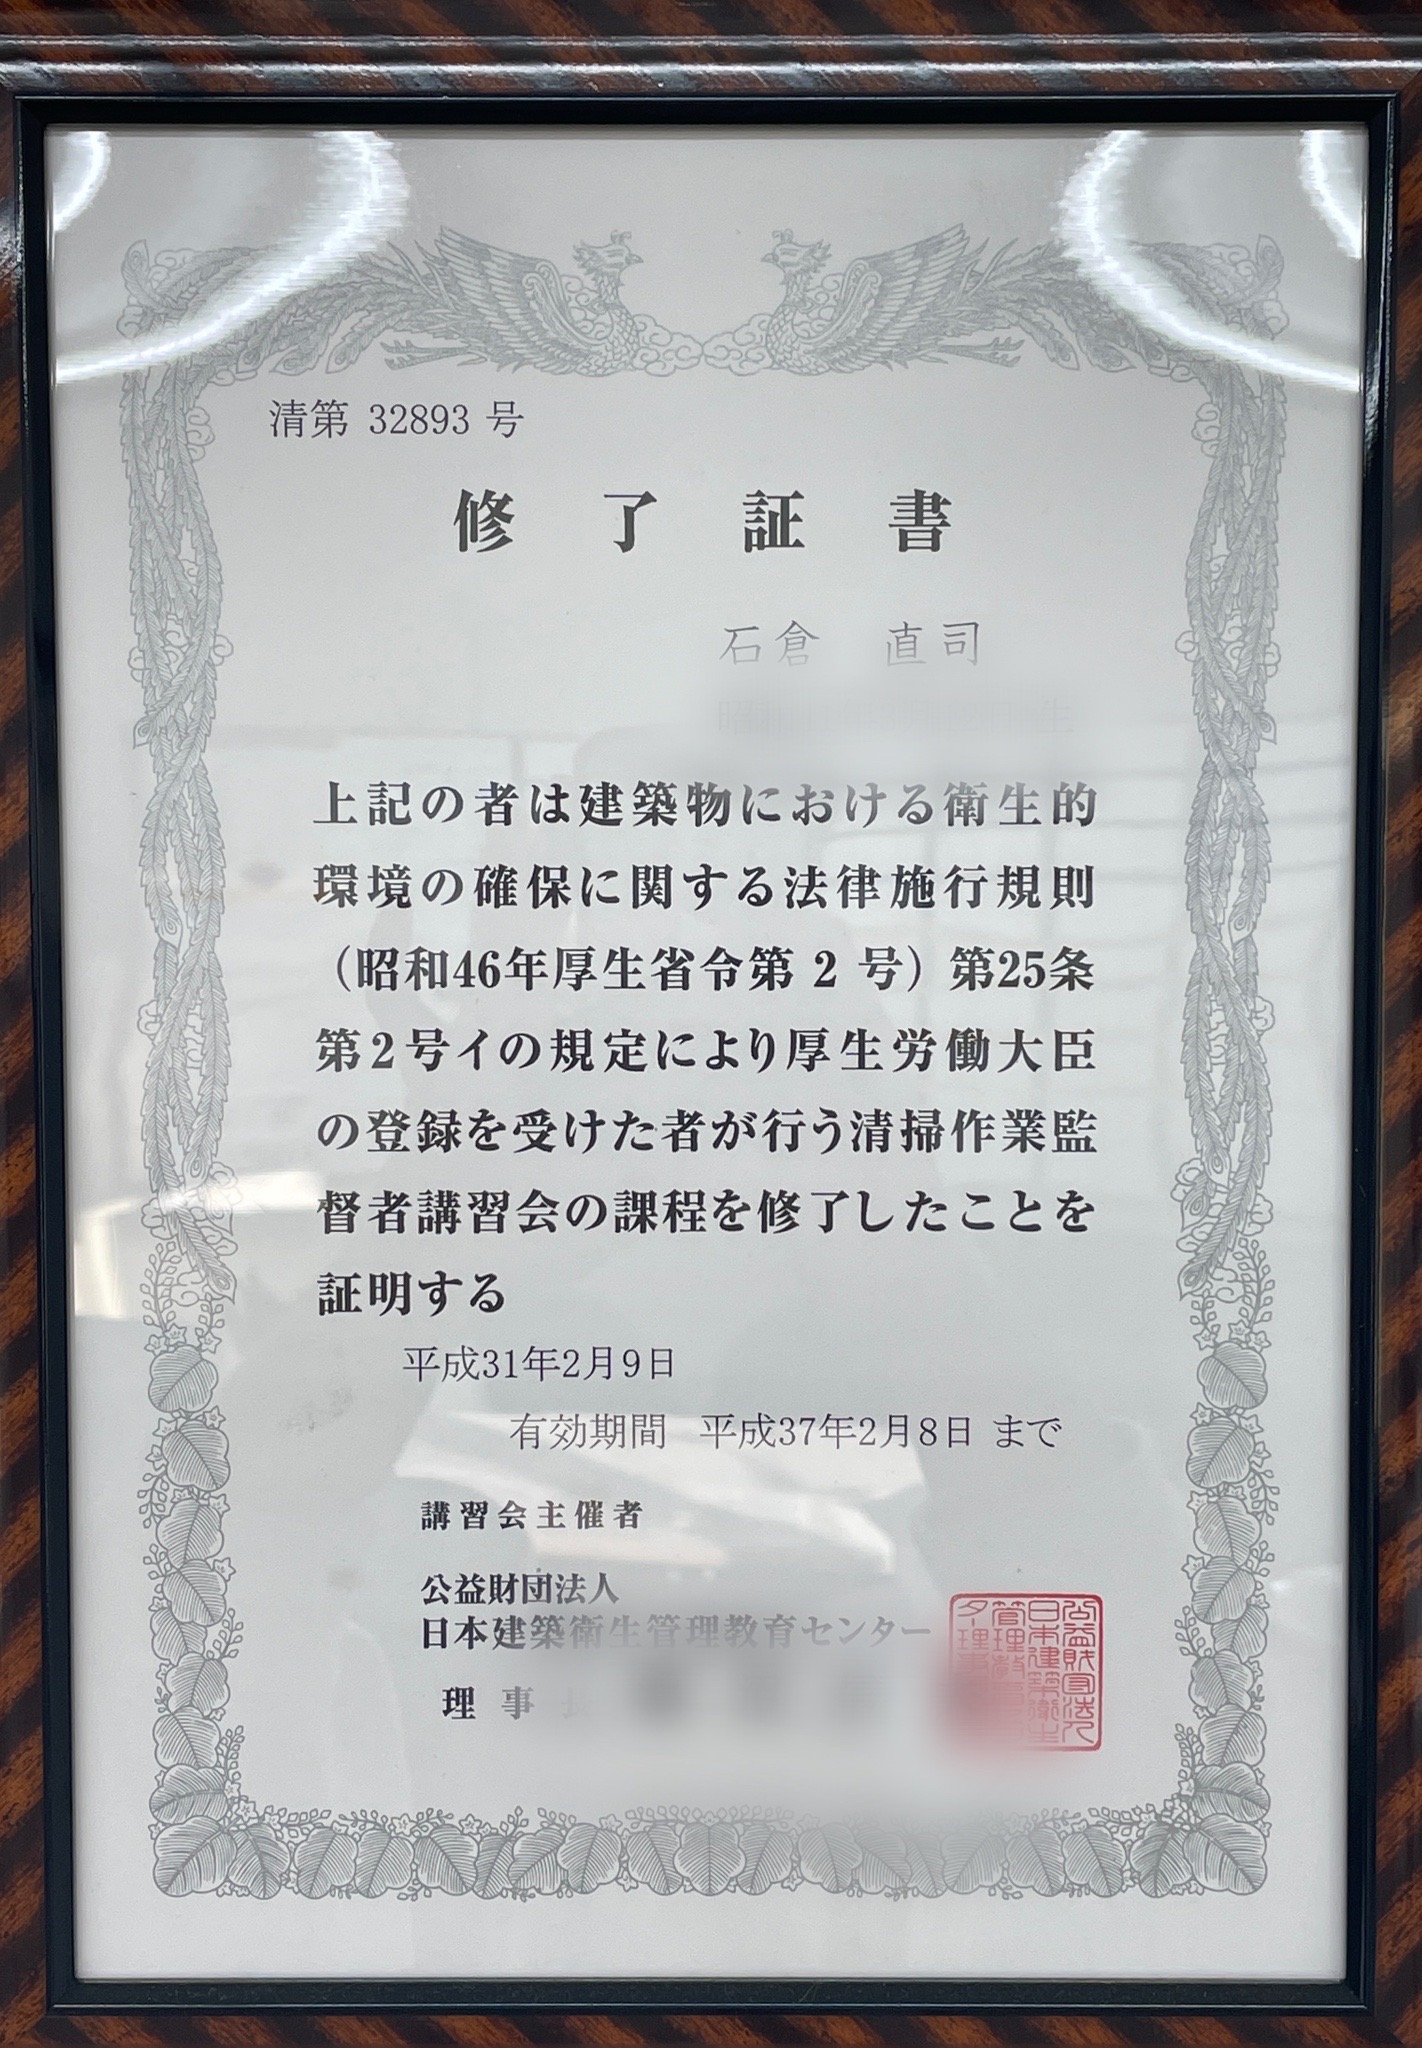 清第 32893 号
修了証書
石倉 直司
上記の者は建築物における衛生的
環境の確保に関する法律施行規則
（昭和46年厚生省令第 2 号）第25条
第2号イの規定により厚生労働大臣
の登録を受けた者が行う清掃作業監
督者講習会の課程を修了したことを
証明する
平成31年2月9日
有効期間 平成37年2月8日 まで
講習会主催者
公益財団法人
日本建築衛生管理教育センター
理事